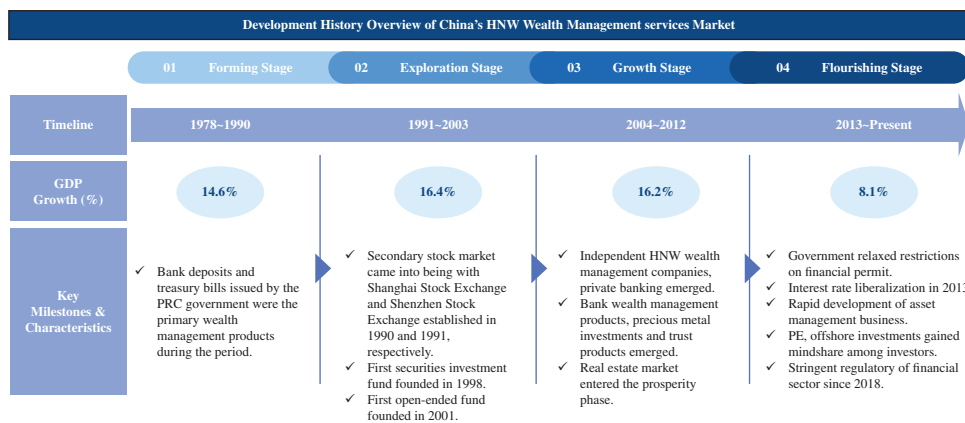 Development History Overview of China's HNW Wealth Management services Market
01 Forming Stage
02 Exploration Stage
03 Growth Stage
04 Flourishing Stage
Timeline
1978~1990
1991~2003
2004~2012
2013~Present
GDP
Growth (%)
14.6%
16.4%
16.2%
8.1%
Key
Milestones &
Characteristics
✓ Bank deposits and
treasury bills issued by the
PRC government were the
primary wealth
management products
during the period.
✓ Secondary stock market
came into being with
Shanghai Stock Exchange
and Shenzhen Stock
Exchange established in
1990 and 1991,
respectively.
✓ First securities investment
fund founded in 1998.
✓ First open-ended fund
founded in 2001.
✓ Independent HNW wealth
management companies,
private banking emerged.
✓ Bank wealth management
products, precious metal
investments and trust
products emerged.
✓ Real estate market
entered the prosperity
phase.
✓ Government relaxed restrictions
on financial permit.
✓ Interest rate liberalization in 2013
✓ Rapid development of asset
management business.
✓ PE, offshore investments gained
mindshare among investors.
✓ Stringent regulatory of financial
sector since 2018.